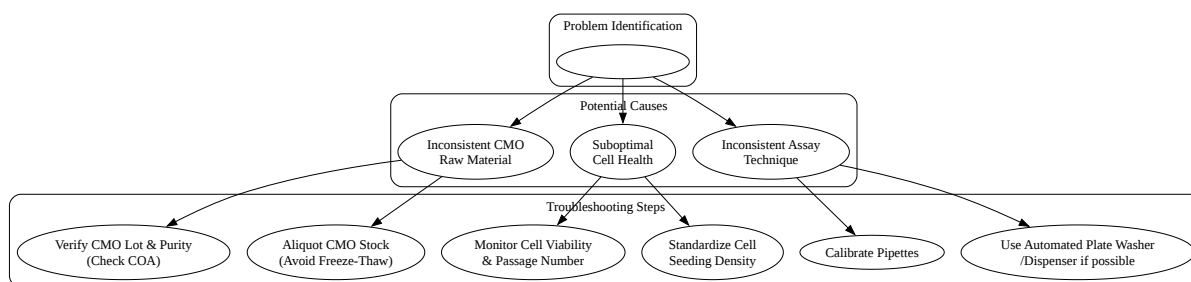 Problem Identification
Potential Causes
Inconsistent CMO
Raw Material
Suboptimal
Cell Health
Inconsistent Assay
Technique
Troubleshooting Steps
Verify CMO Lot & Purity
(Check COA)
Aliquot CMO Stock
(Avoid Freeze-Thaw)
Monitor Cell Viability
& Passage Number
Standardize Cell
Seeding Density
Calibrate Pipettes
Use Automated Plate Washer
/Dispenser if possible